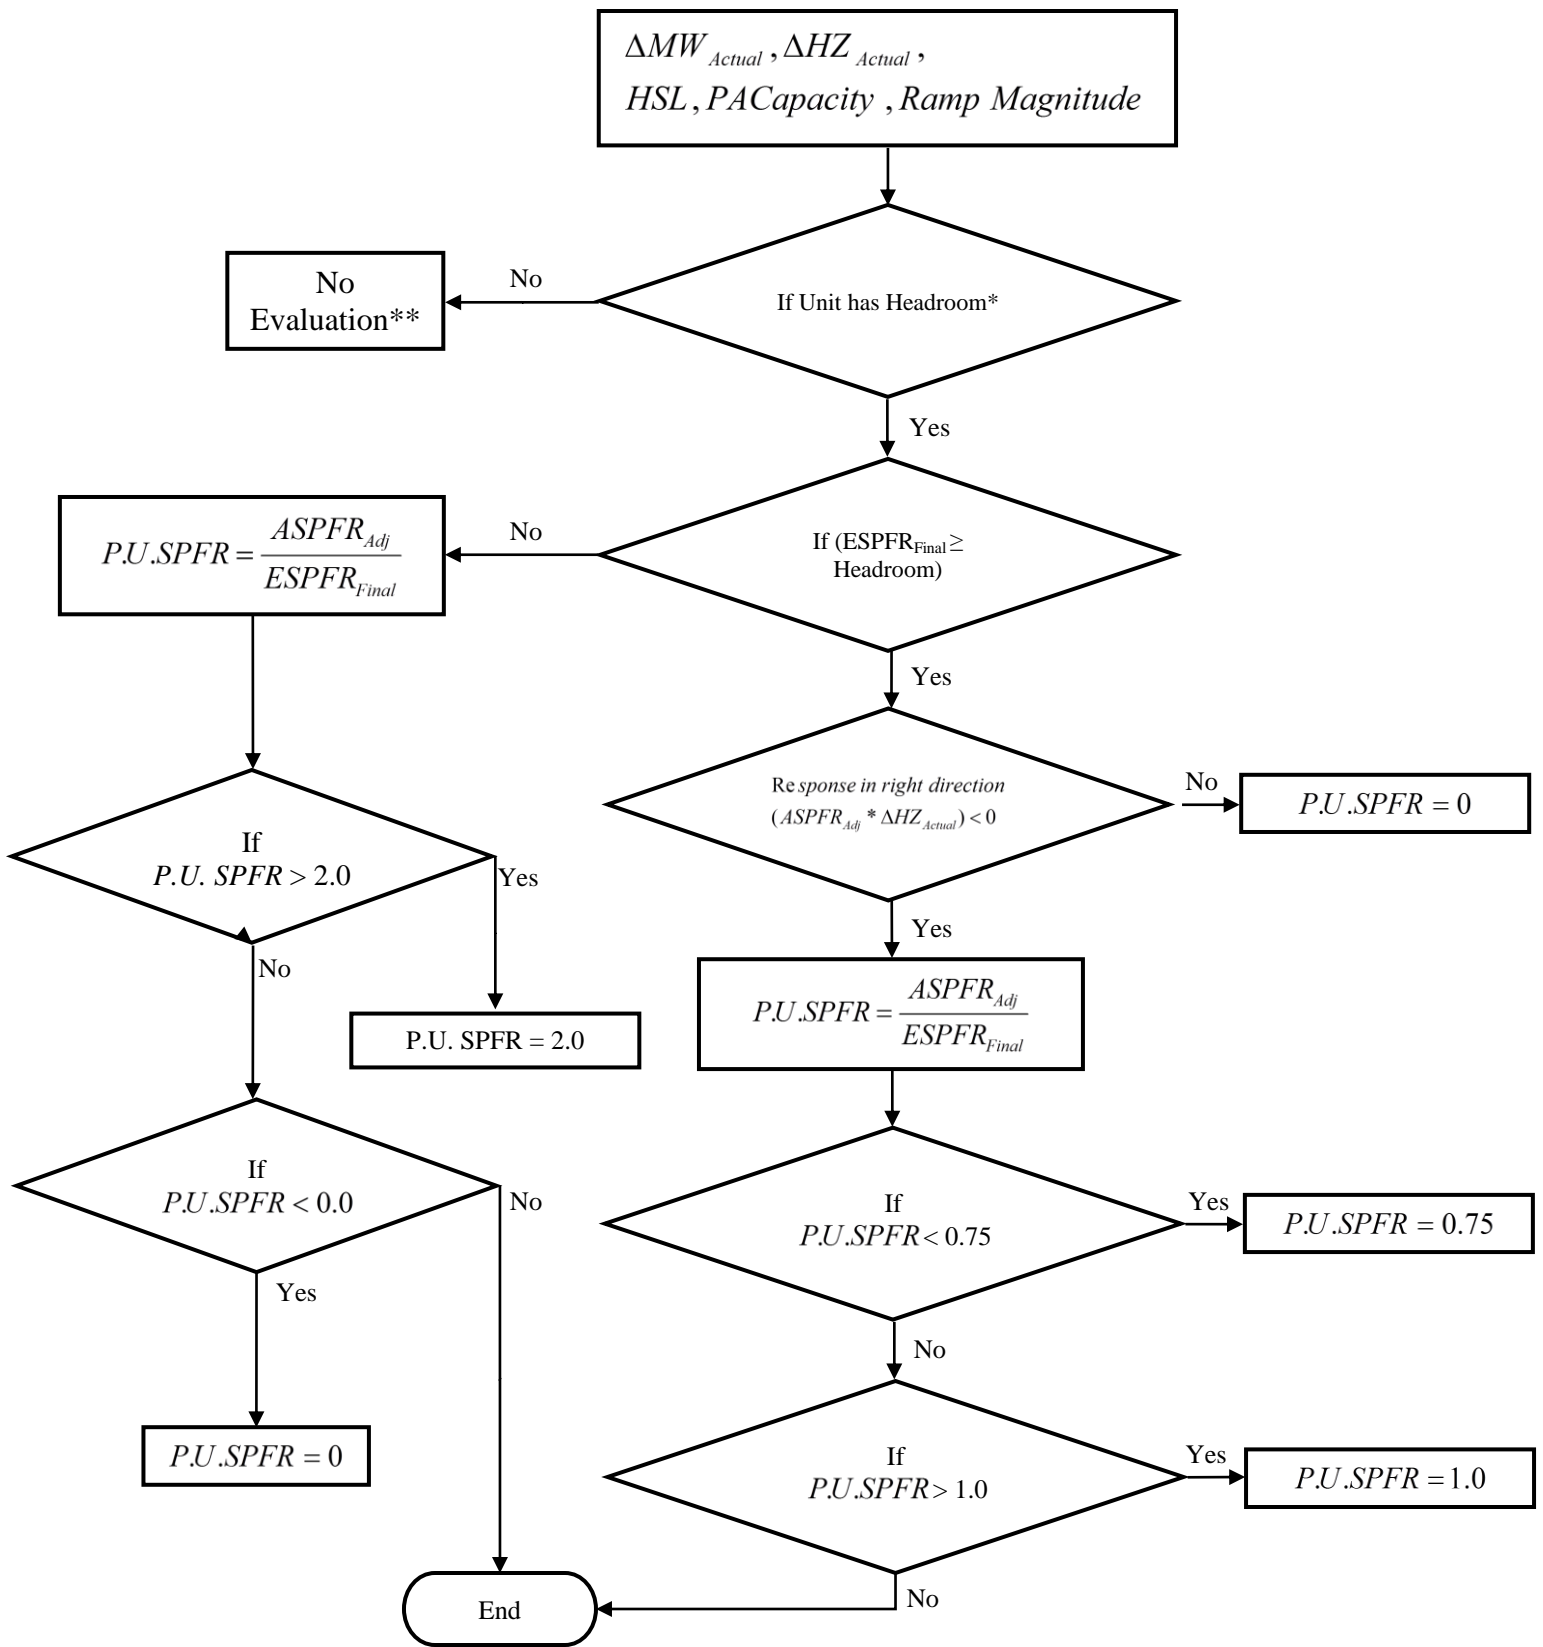 ΔMW_Actual, ΔHZ_Actual,
HSL, PACapacity , Ramp Magnitude
No
Evaluation**
No
If Unit has Headroom*
Yes
P.U.SPFR = ASPFR_Adj / ESPFR_Final
No
If (ESPFR_Final ≥
Headroom)
Yes
Response in right direction
(ASPFR_Adj * ΔHZ_Actual) < 0
No
P.U.SPFR = 0
If
P.U. SPFR > 2.0
Yes
Yes
No
P.U.SPFR = ASPFR_Adj / ESPFR_Final
P.U. SPFR = 2.0
If
P.U.SPFR < 0.0
No
If
P.U.SPFR < 0.75
Yes
P.U.SPFR = 0.75
Yes
No
P.U.SPFR = 0
If
P.U.SPFR > 1.0
Yes
P.U.SPFR = 1.0
No
End